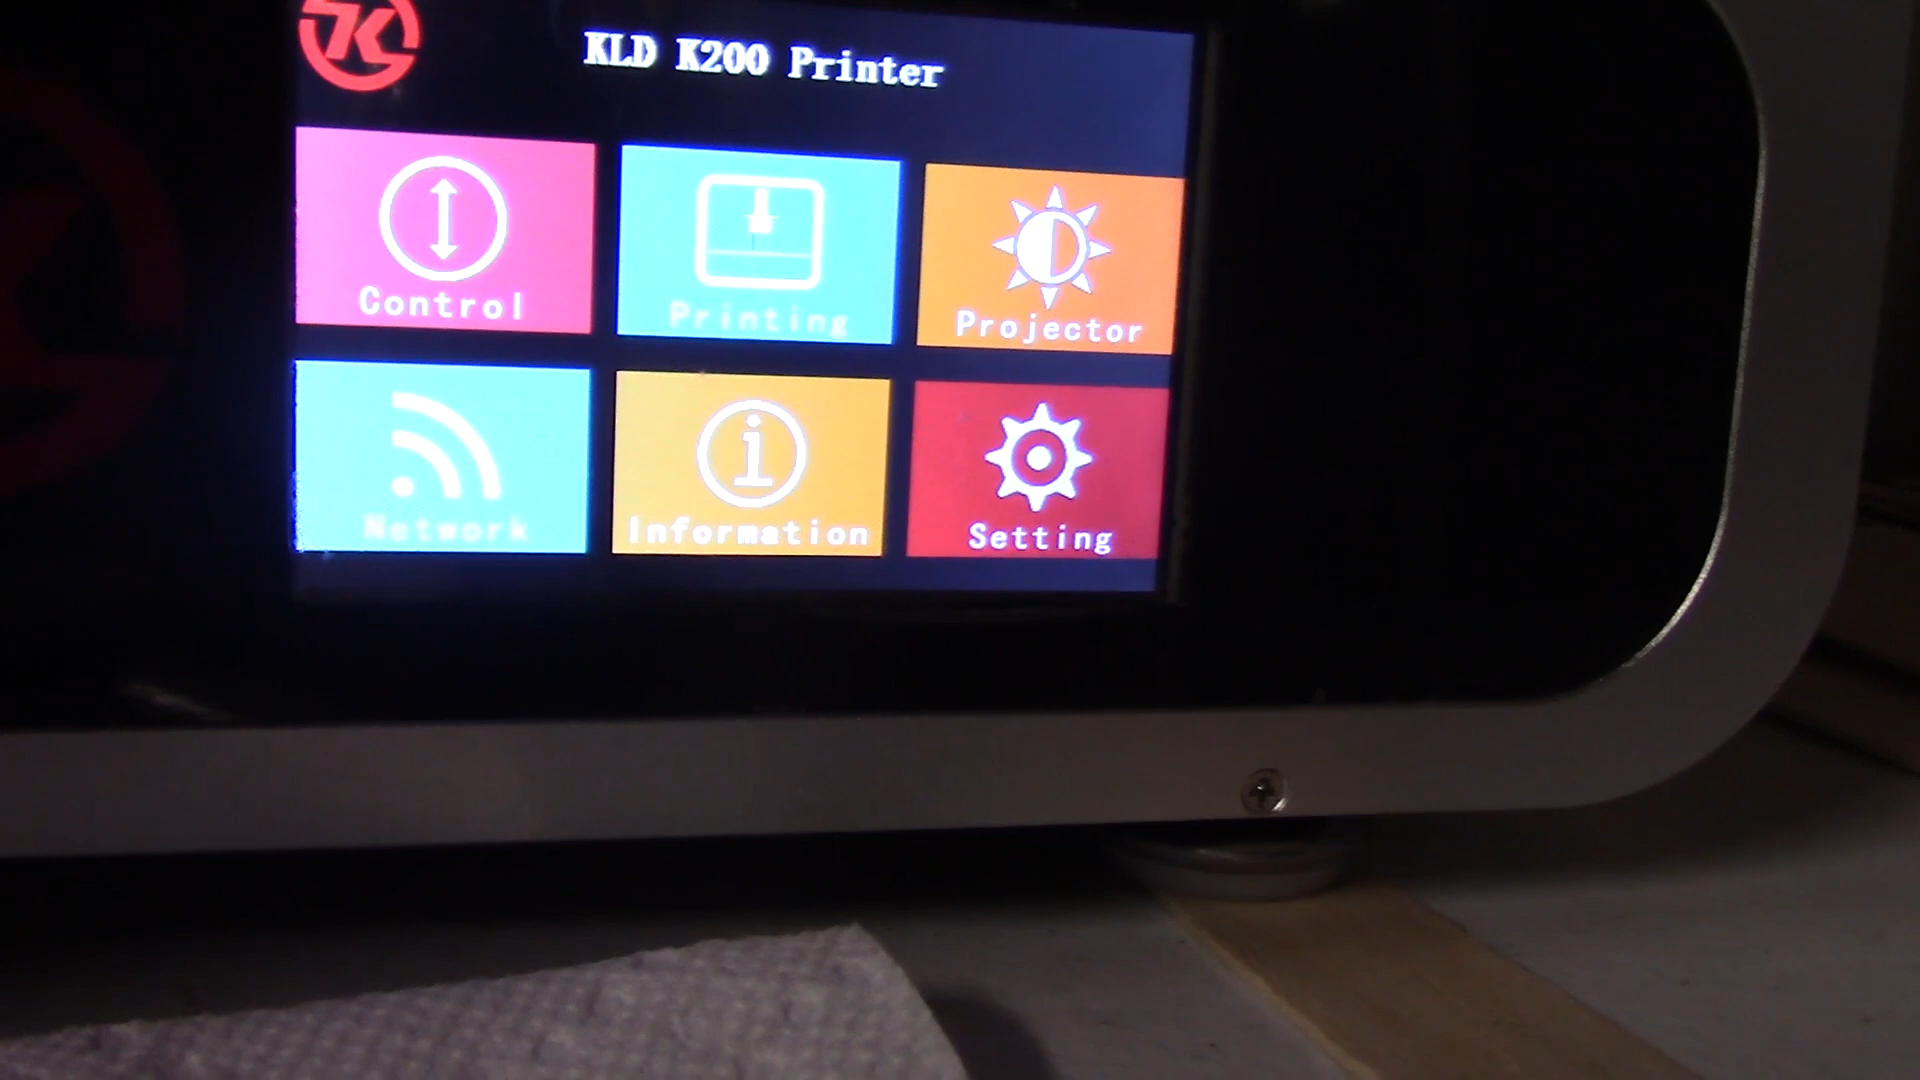 KLD K200 Printer
Control
Printing
Projector
Network
Information
Setting